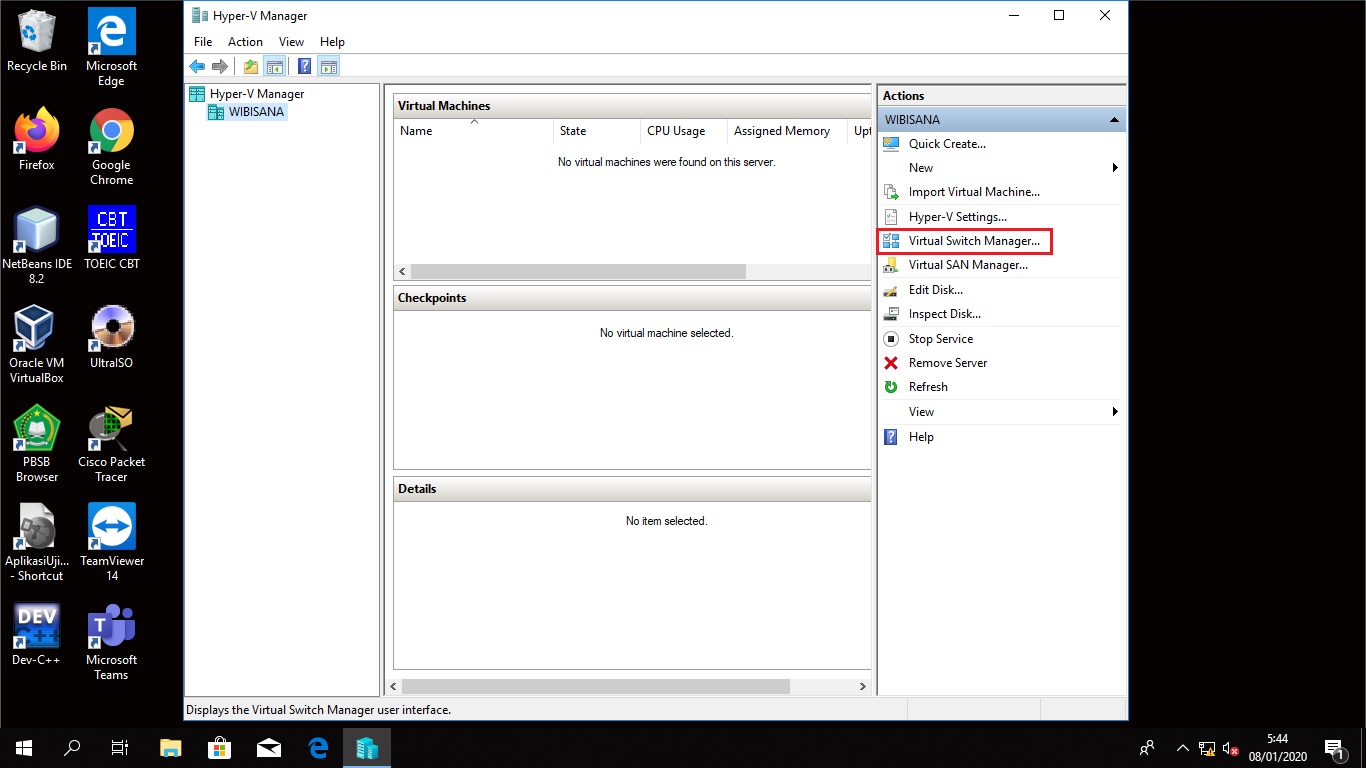 Recycle Bin
Microsoft
Edge
Firefox
Google
Chrome
NetBeans IDE
8.2
CBT
TOEIC
TOEIC CBT
Oracle VM
VirtualBox
UltraISO
PBSB
Browser
Cisco Packet
Tracer
AplikasiUji...
- Shortcut
TeamViewer
14
DEV
C++
Dev-C++
Microsoft
Teams
Hyper-V Manager
File Action View Help
Hyper-V Manager
WIBISANA
Virtual Machines
Name State CPU Usage Assigned Memory Upt
No virtual machines were found on this server.
Checkpoints
No virtual machine selected.
Details
No item selected.
Actions
WIBISANA
Quick Create...
New
Import Virtual Machine...
Hyper-V Settings...
Virtual Switch Manager...
Virtual SAN Manager...
Edit Disk...
Inspect Disk...
Stop Service
Remove Server
Refresh
View
Help
Displays the Virtual Switch Manager user interface.
5:44
08/01/2020
1